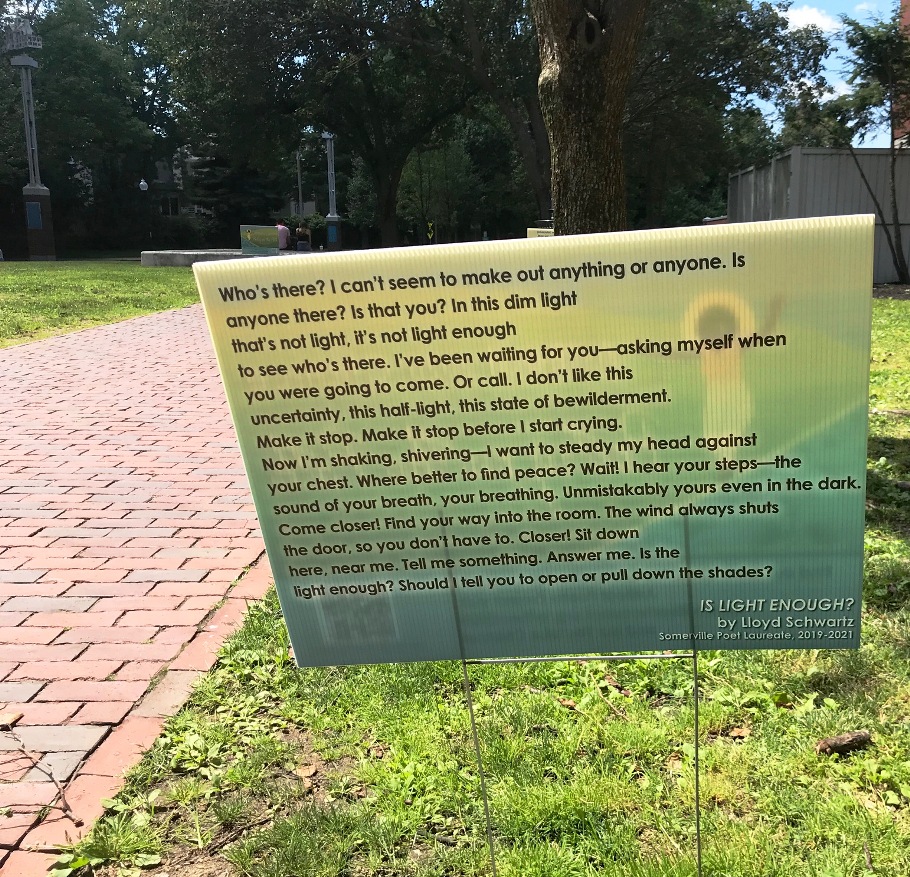 Who's there? I can't seem to make out anything or anyone. Is
anyone there? Is that you? In this dim light
that's not light, it's not light enough
to see who's there. I've been waiting for you—asking myself when
you were going to come. Or call. I don't like this
uncertainty, this half-light, this state of bewilderment.
Make it stop. Make it stop before I start crying.
Now I'm shaking, shivering—I want to steady my head against
your chest. Where better to find peace? Wait! I hear your steps—the
sound of your breath, your breathing. Unmistakably yours even in the dark.
Come closer! Find your way into the room. The wind always shuts
the door, so you don't have to. Closer! Sit down
here, near me. Tell me something. Answer me. Is the
light enough? Should I tell you to open or pull down the shades?
IS LIGHT ENOUGH?
by Lloyd Schwartz
Somerville Poet Laureate, 2019-2021